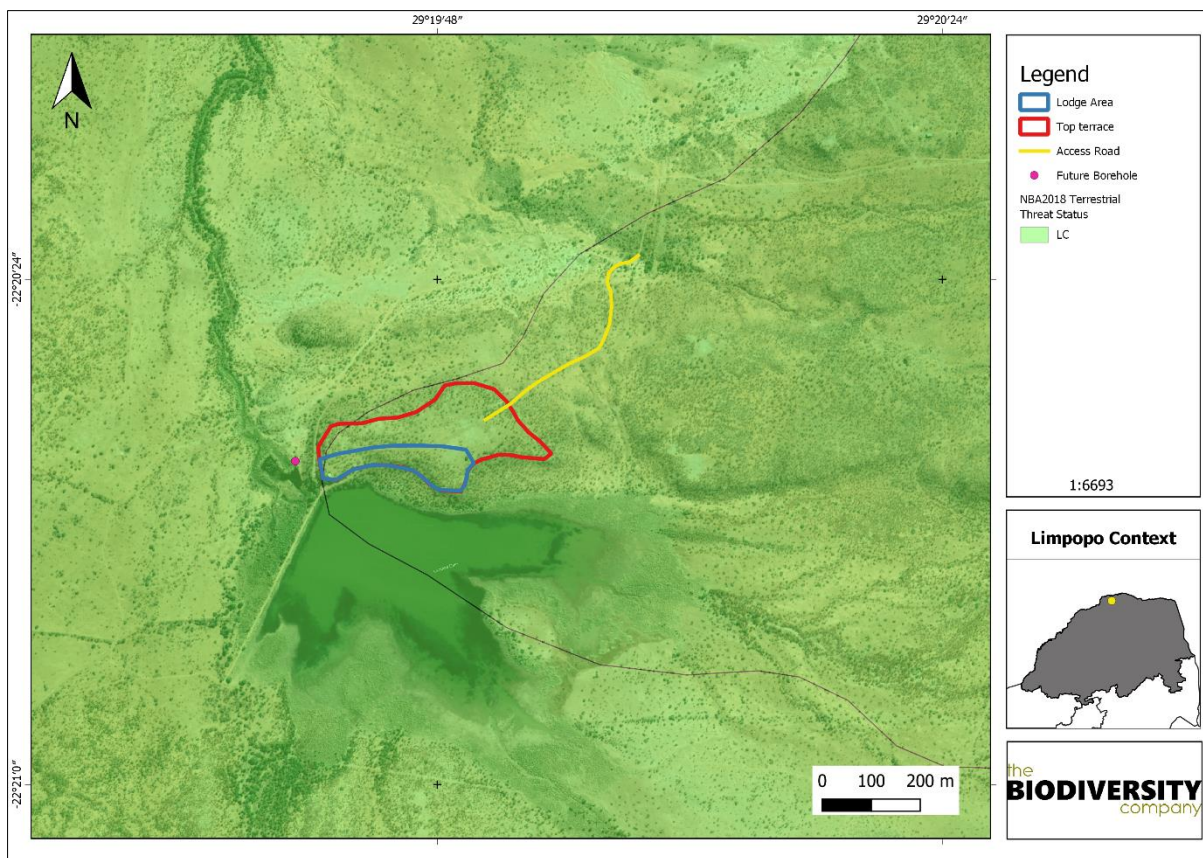 29°19'48"
29°20'24"
N
-22°20'24"
-22°21'0"
0 100 200 m
Legend
Lodge Area
Top terrace
Access Road
Future Borehole
NBA2018 Terrestrial
Threat Status
LC
1:6693
Limpopo Context
the
BIODIVERSITY
company